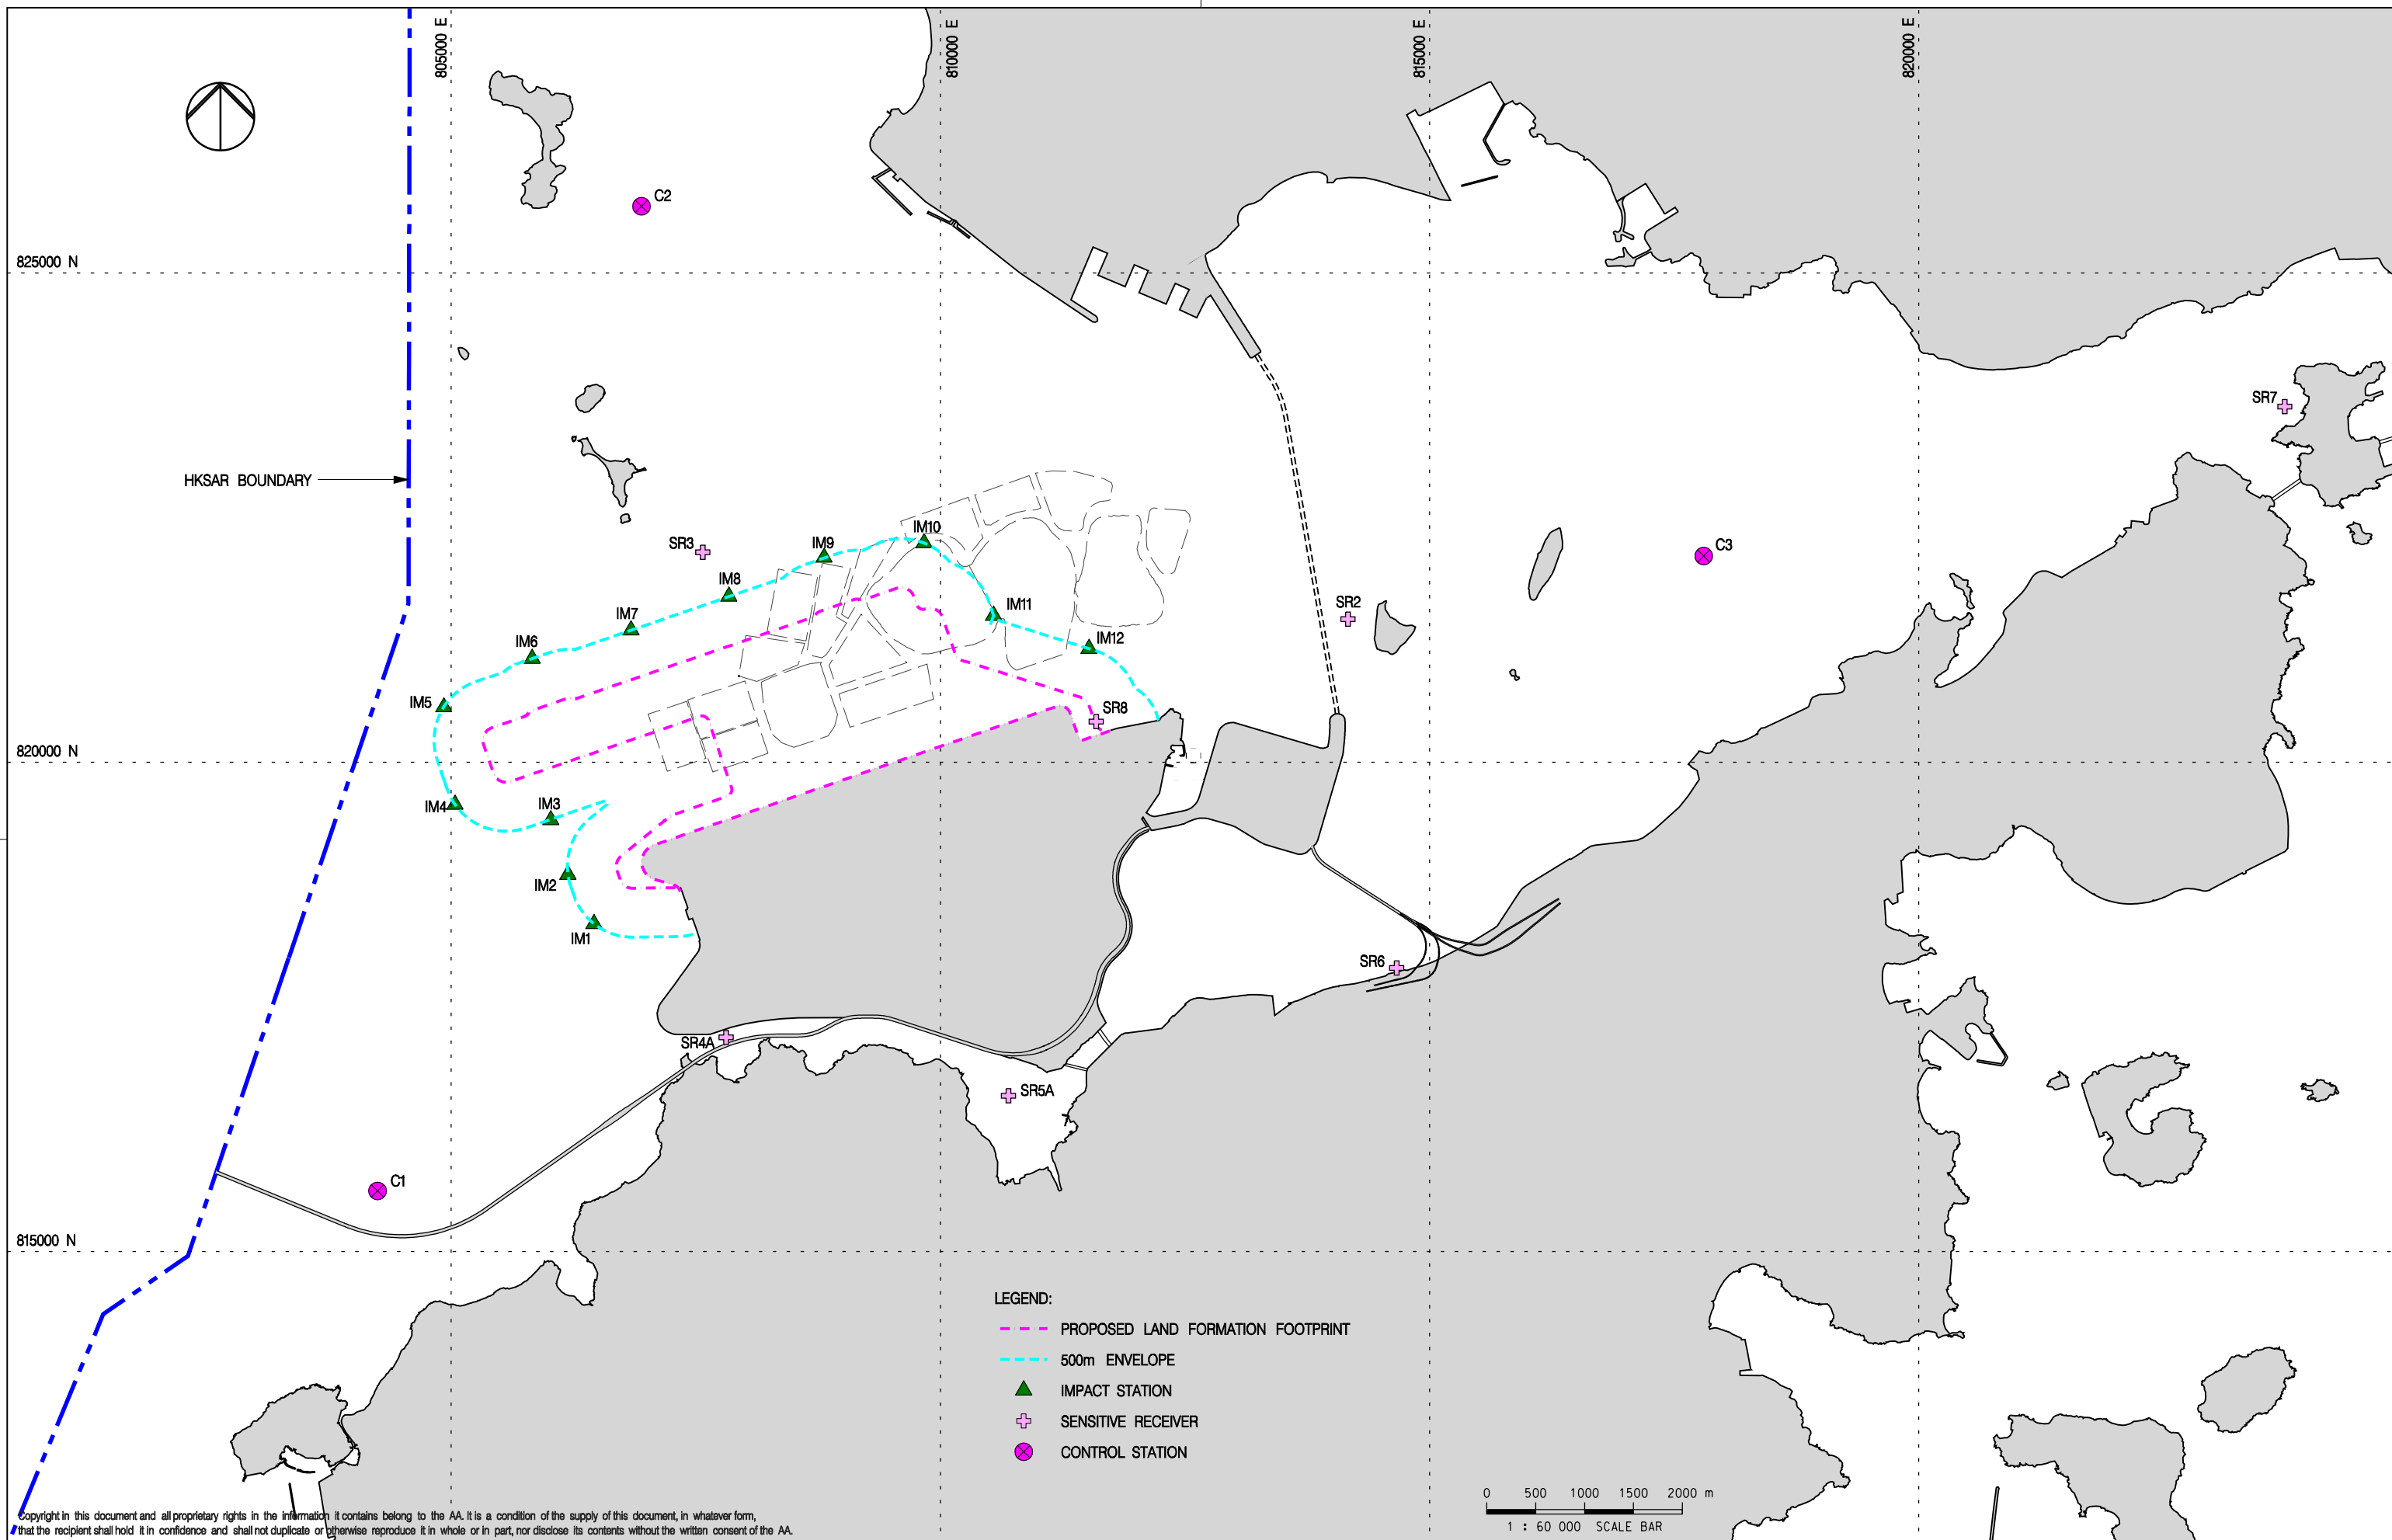 805000 E
810000 E
815000 E
820000 E
C2
825000 N
SR7
HKSAR BOUNDARY
IM10
SR3
IM9
C3
IM8
SR2
IM7
IM11
IM6
IM12
IM5
SR8
820000 N
IM4
IM3
IM2
IM1
SR6
SR4A
SR5A
C1
815000 N
LEGEND:
PROPOSED LAND FORMATION FOOTPRINT
500m ENVELOPE
IMPACT STATION
SENSITIVE RECEIVER
CONTROL STATION
0 500 1000 1500 2000 m
1 : 60 000 SCALE BAR
Copyright in this document and all proprietary rights in the information it contains belong to the AA. It is a condition of the supply of this document, in whatever form,
that the recipient shall hold it in confidence and shall not duplicate or otherwise reproduce it in whole or in part, nor disclose its contents without the written consent of the AA.